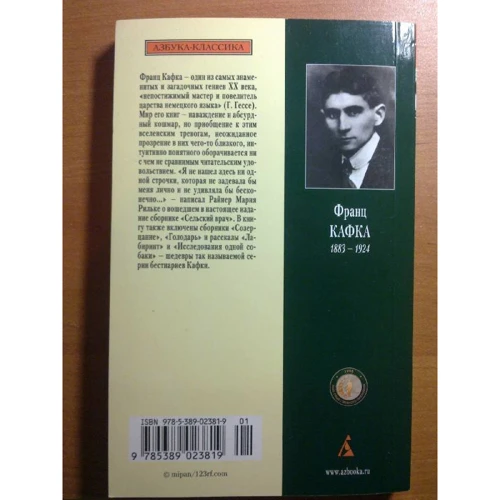 АЗБУКА-КЛАССИКА
Франц Кафка – один из самых знаме-
нитых и загадочных гениев XX века,
«непостижимый мастер и повелитель
царства немецкого языка» (Г. Гессе).
Мир его книг – наваждение и абсурд-
ный кошмар, но приобщение к этим
вселенским тревогам, неожиданное
прозрение в них чего-то близкого, ин-
туитивно понятного оборачивается ни
с чем не сравнимым читательским удо-
вольствием. «Я не нашел здесь ни од-
ной строчки, которая не задевала бы
меня лично и не удивляла бы беско-
нечно...» – написал Райнер Мария
Рильке о вошедшем в настоящее изда-
ние сборнике «Сельский врач». В кни-
гу также включены сборники «Созер-
цание», «Голодарь» и рассказы «Ла-
биринт» и «Исследования одной со-
баки» – шедевры так называемой се-
рии бестиариев Кафки.
Франц
КАФКА
1883 – 1924
ISBN 978-5-389-02381-9
01
9 785389 023819
© mipan/123rf.com
www.azbooka.ru